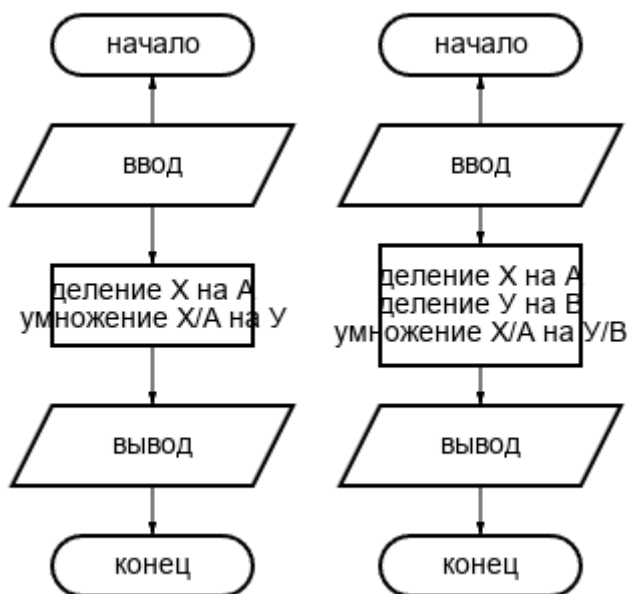 начало
ввод
деление Х на А
умножение Х/А на У
вывод
конец
начало
ввод
деление Х на А
деление У на В
умножение Х/А на У/В
вывод
конец